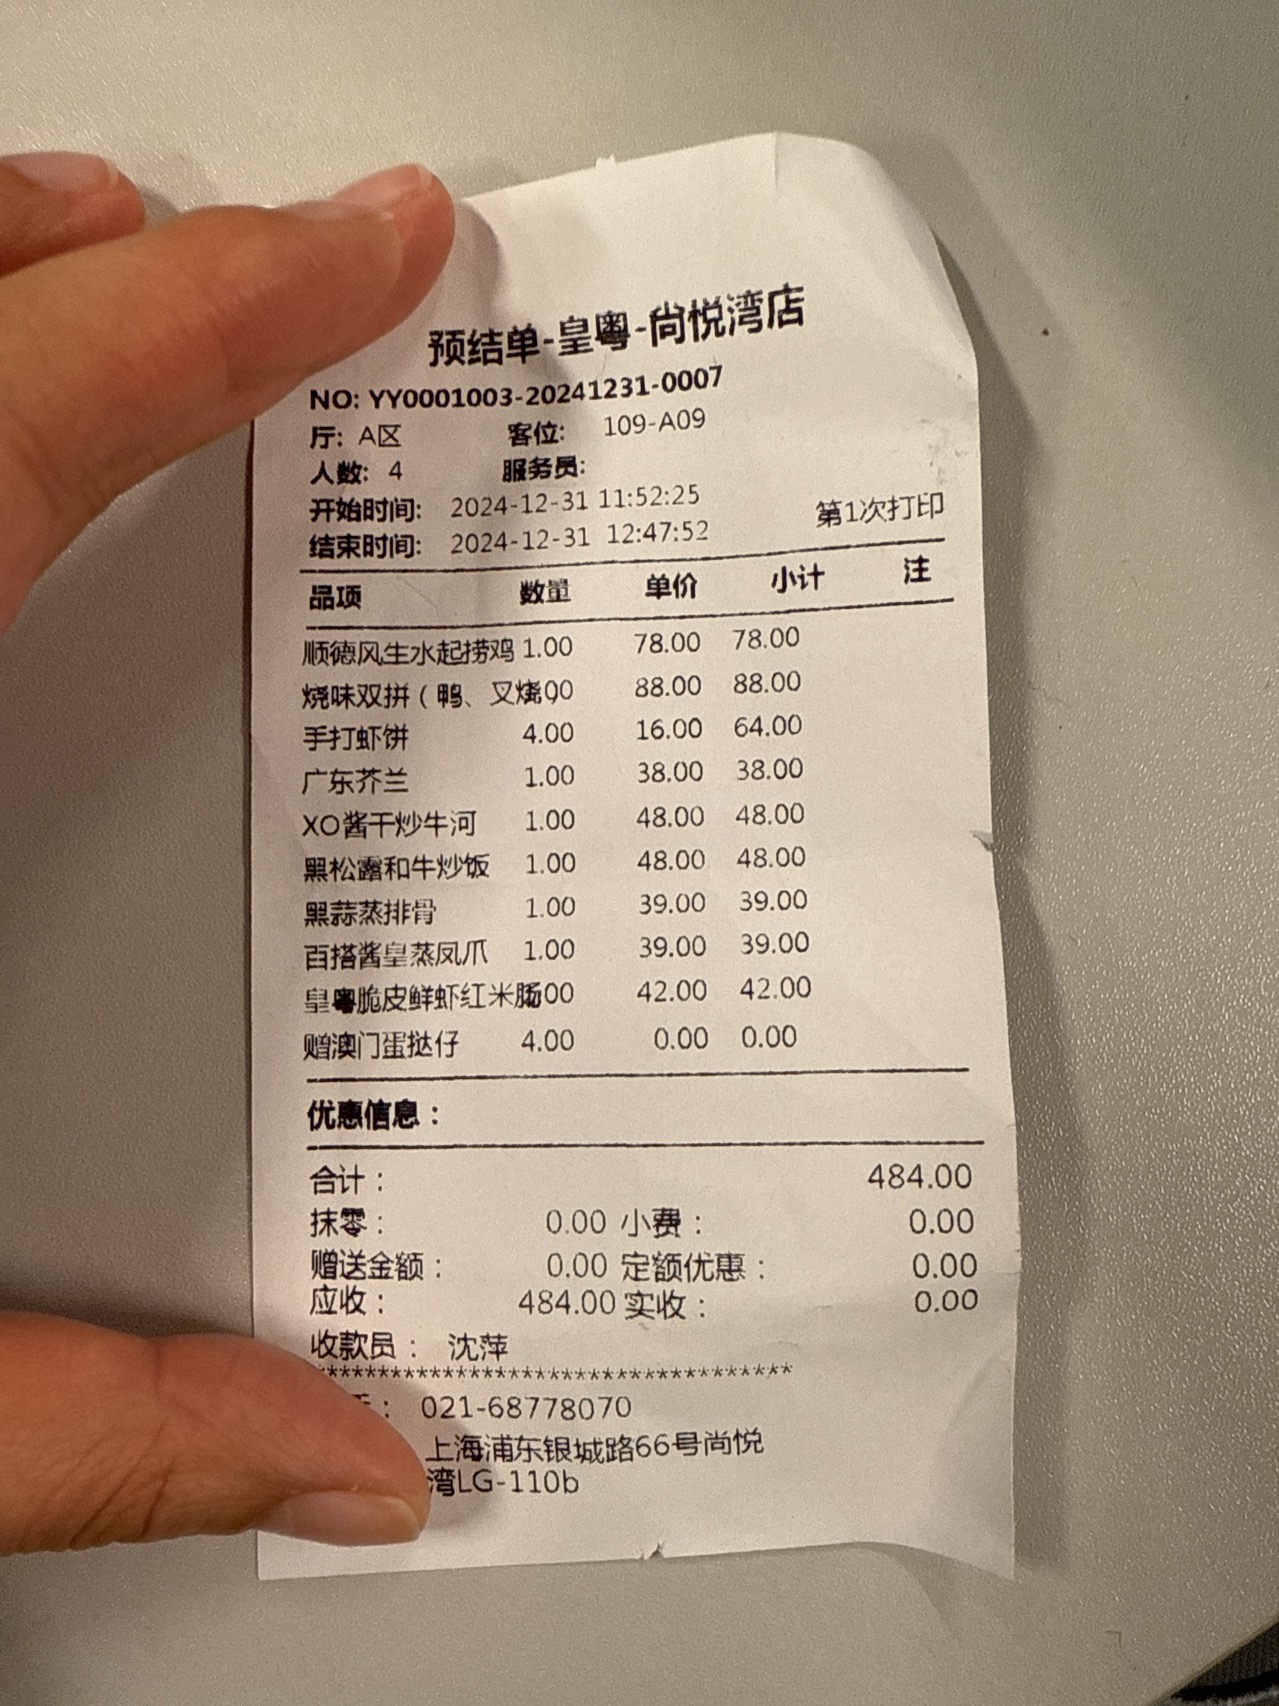 预结单-皇粤-尚悦湾店
NO: YY0001003-20241231-0007
厅: A区 客位: 109-A09
人数: 4 服务员:
开始时间: 2024-12-31 11:52:25
结束时间: 2024-12-31 12:47:52 第1次打印
品项 数量 单价 小计 注
顺德风生水起捞鸡 1.00 78.00 78.00
烧味双拼（鸭、叉烧 00 88.00 88.00
手打虾饼 4.00 16.00 64.00
广东芥兰 1.00 38.00 38.00
XO酱干炒牛河 1.00 48.00 48.00
黑松露和牛炒饭 1.00 48.00 48.00
黑蒜蒸排骨 1.00 39.00 39.00
百搭酱皇蒸凤爪 1.00 39.00 39.00
皇粤脆皮鲜虾红米肠 00 42.00 42.00
赠澳门蛋挞仔 4.00 0.00 0.00
优惠信息：
合计： 484.00
抹零： 0.00 小费： 0.00
赠送金额： 0.00 定额优惠： 0.00
应收： 484.00 实收： 0.00
收款员： 沈萍
************************************
： 021-68778070
上海浦东银城路66号尚悦
湾LG-110b